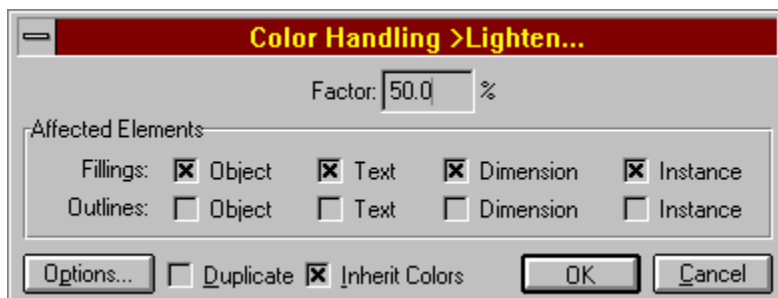 Color Handling >Lighten...
Factor: 50.0 %
Affected Elements
Fillings: Object Text Dimension Instance
Outlines: Object Text Dimension Instance
Options... Duplicate Inherit Colors OK Cancel